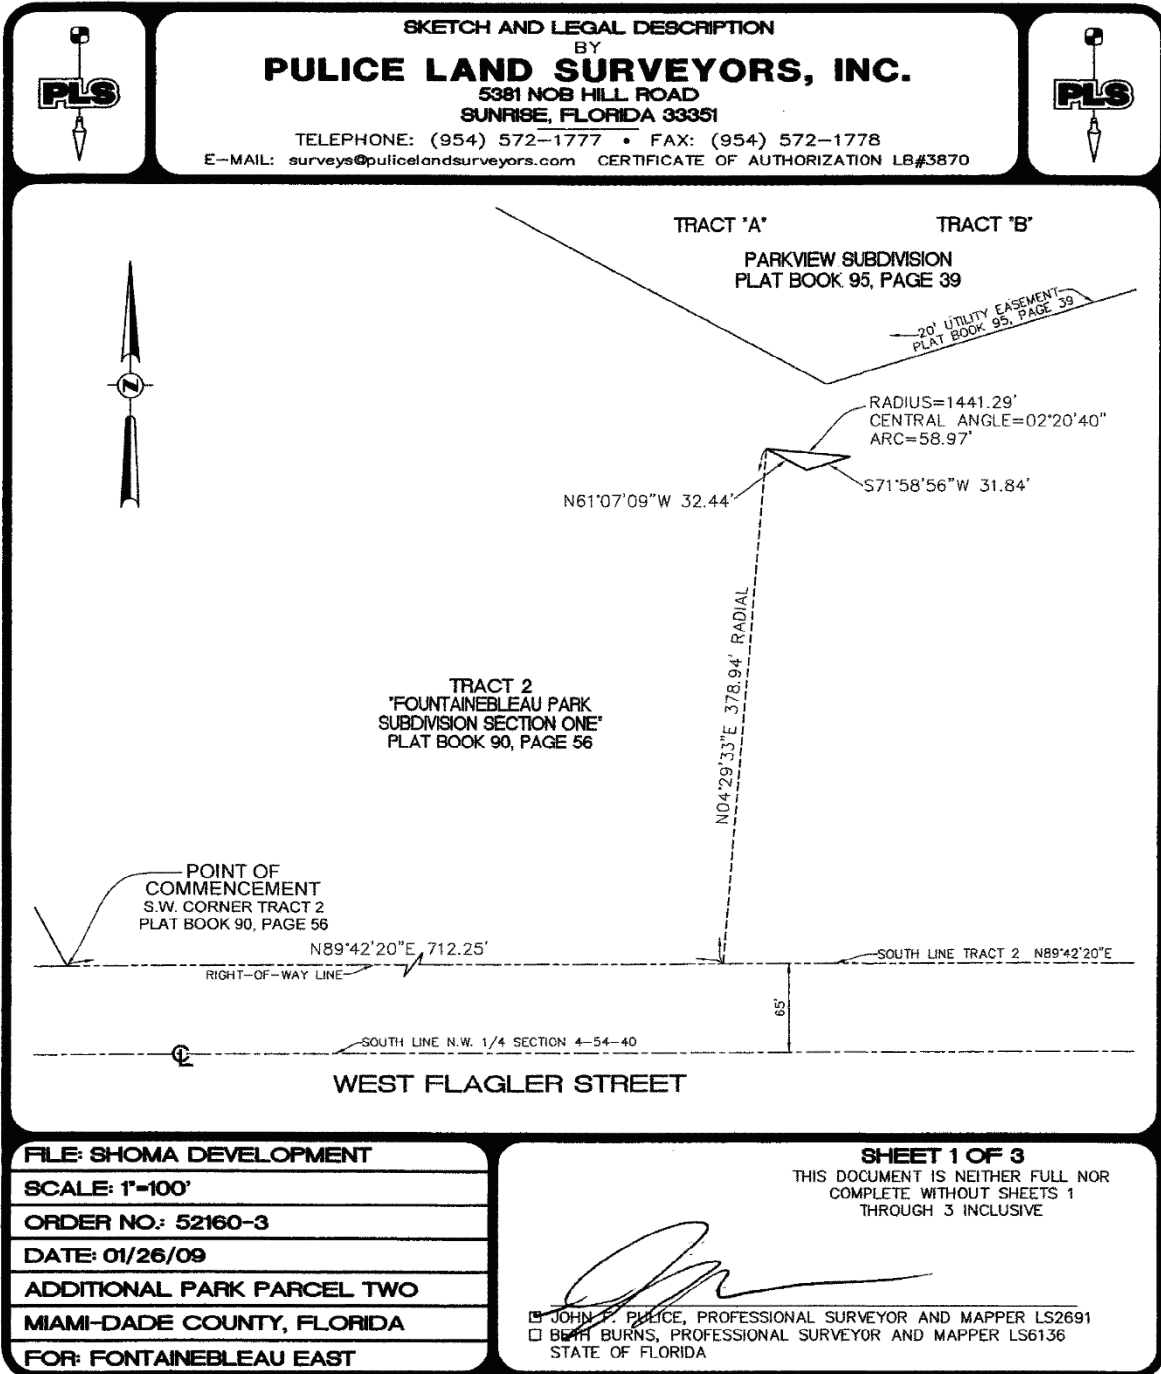 PLS
SKETCH AND LEGAL DESCRIPTION
BY
PULICE LAND SURVEYORS, INC.
5381 NOB HILL ROAD
SUNRISE, FLORIDA 33351
TELEPHONE: (954) 572-1777 • FAX: (954) 572-1778
E-MAIL: surveys@pulicelandsurveyors.com CERTIFICATE OF AUTHORIZATION LB#3870
PLS
TRACT "A" TRACT "B"
PARKVIEW SUBDIVISION
PLAT BOOK 95, PAGE 39
20' UTILITY EASEMENT
PLAT BOOK 95, PAGE 39
Z
RADIUS=1441.29'
CENTRAL ANGLE=02°20'40"
ARC=58.97'
N61°07'09"W 32.44'
S71°58'56"W 31.84'
N04°29'33"E 378.94' RADIAL
TRACT 2
"FOUNTAINEBLEAU PARK
SUBDIVISION SECTION ONE"
PLAT BOOK 90, PAGE 56
POINT OF
COMMENCEMENT
S.W. CORNER TRACT 2
PLAT BOOK 90, PAGE 56
N89°42'20"E 712.25'
RIGHT-OF-WAY LINE
SOUTH LINE TRACT 2 N89°42'20"E
65'
SOUTH LINE N.W. 1/4 SECTION 4-54-40
CL
WEST FLAGLER STREET
FILE: SHOMA DEVELOPMENT
SCALE: 1"=100'
ORDER NO.: 52160-3
DATE: 01/26/09
ADDITIONAL PARK PARCEL TWO
MIAMI-DADE COUNTY, FLORIDA
FOR: FONTAINEBLEAU EAST
SHEET 1 OF 3
THIS DOCUMENT IS NEITHER FULL NOR
COMPLETE WITHOUT SHEETS 1
THROUGH 3 INCLUSIVE
JOHN F. PULICE, PROFESSIONAL SURVEYOR AND MAPPER LS2691
BETH BURNS, PROFESSIONAL SURVEYOR AND MAPPER LS6136
STATE OF FLORIDA